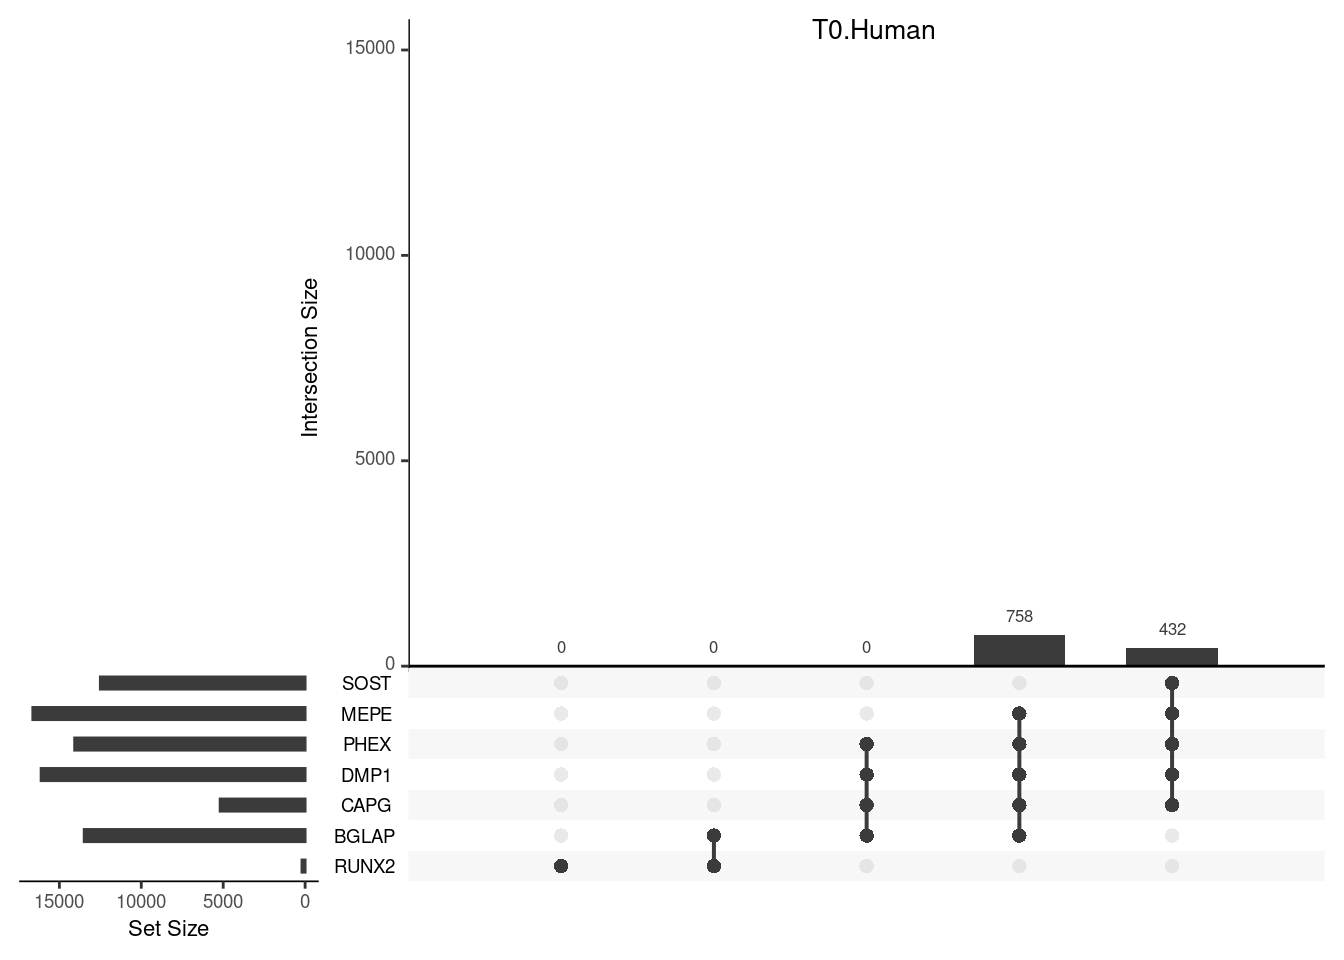 T0.Human
15000
10000
5000
0
Intersection Size
0
0
0
758
432
SOST
MEPE
PHEX
DMP1
CAPG
BGLAP
RUNX2
15000 10000 5000 0
Set Size